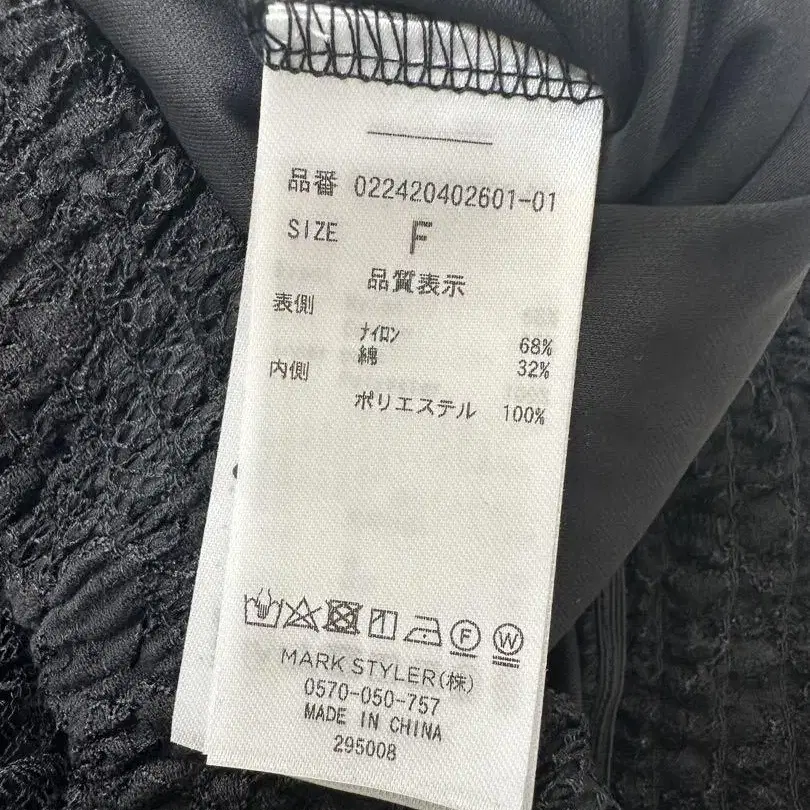 品番 022420402601-01
SIZE F
品質表示
表側
ナイロン 68%
綿 32%
内側
ポリエステル 100%
F W
MARK STYLER(株)
0570-050-757
MADE IN CHINA
295008